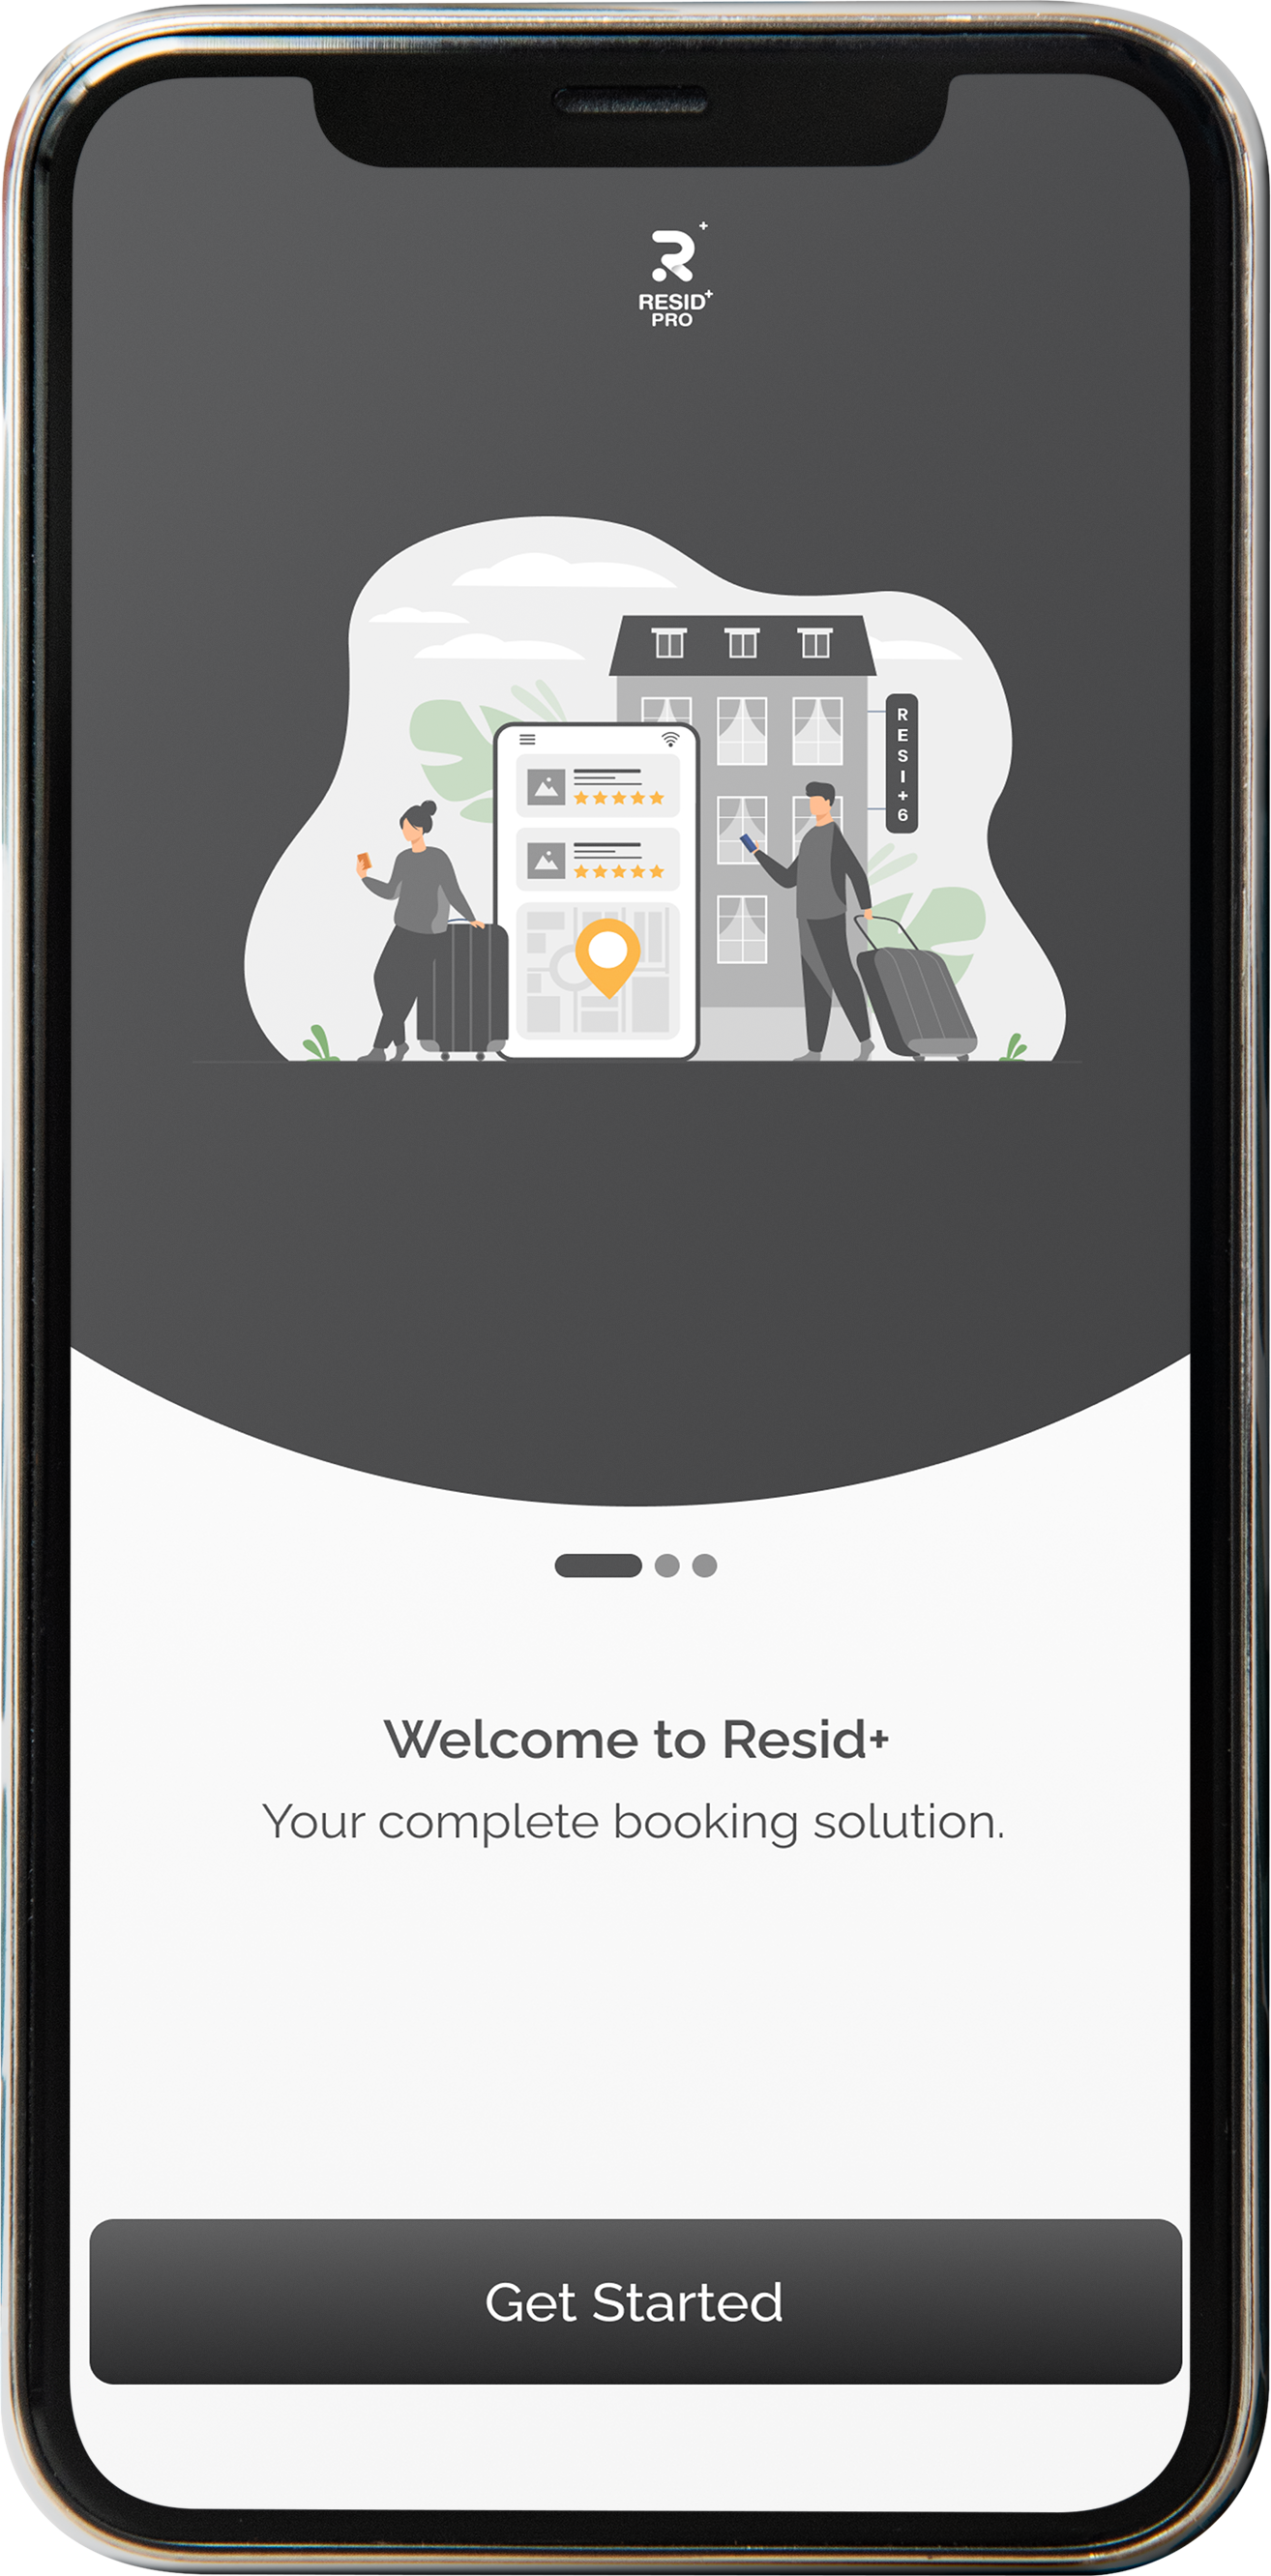 RESID+
PRO
R
E
S
I
+
6
Welcome to Resid+
Your complete booking solution.
Get Started